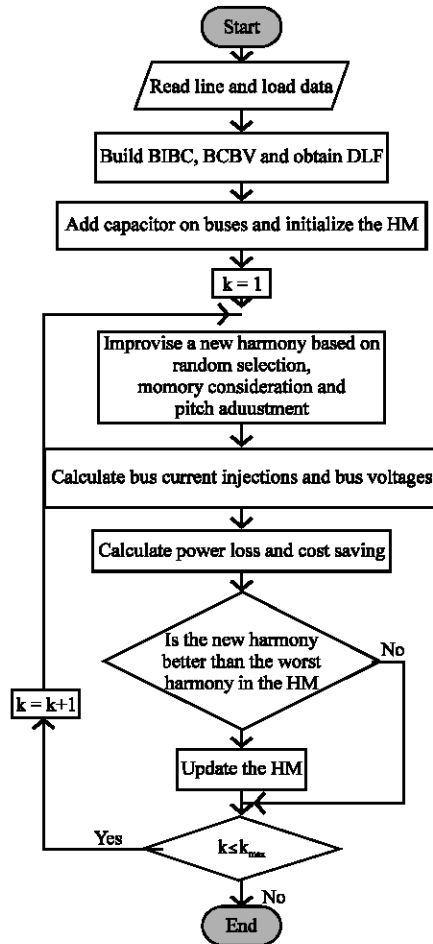 Start
Read line and load data
Build BIBC, BCBV and obtain DLF
Add capacitor on buses and initialize the HM
k = 1
Improvise a new harmony based on
random selection,
momory consideration and
pitch aduustment
Calculate bus current injections and bus voltages
Calculate power loss and cost saving
Is the new harmony
better than the worst
harmony in the HM
No
k = k+1
Update the HM
Yes
k≤kmax
No
End